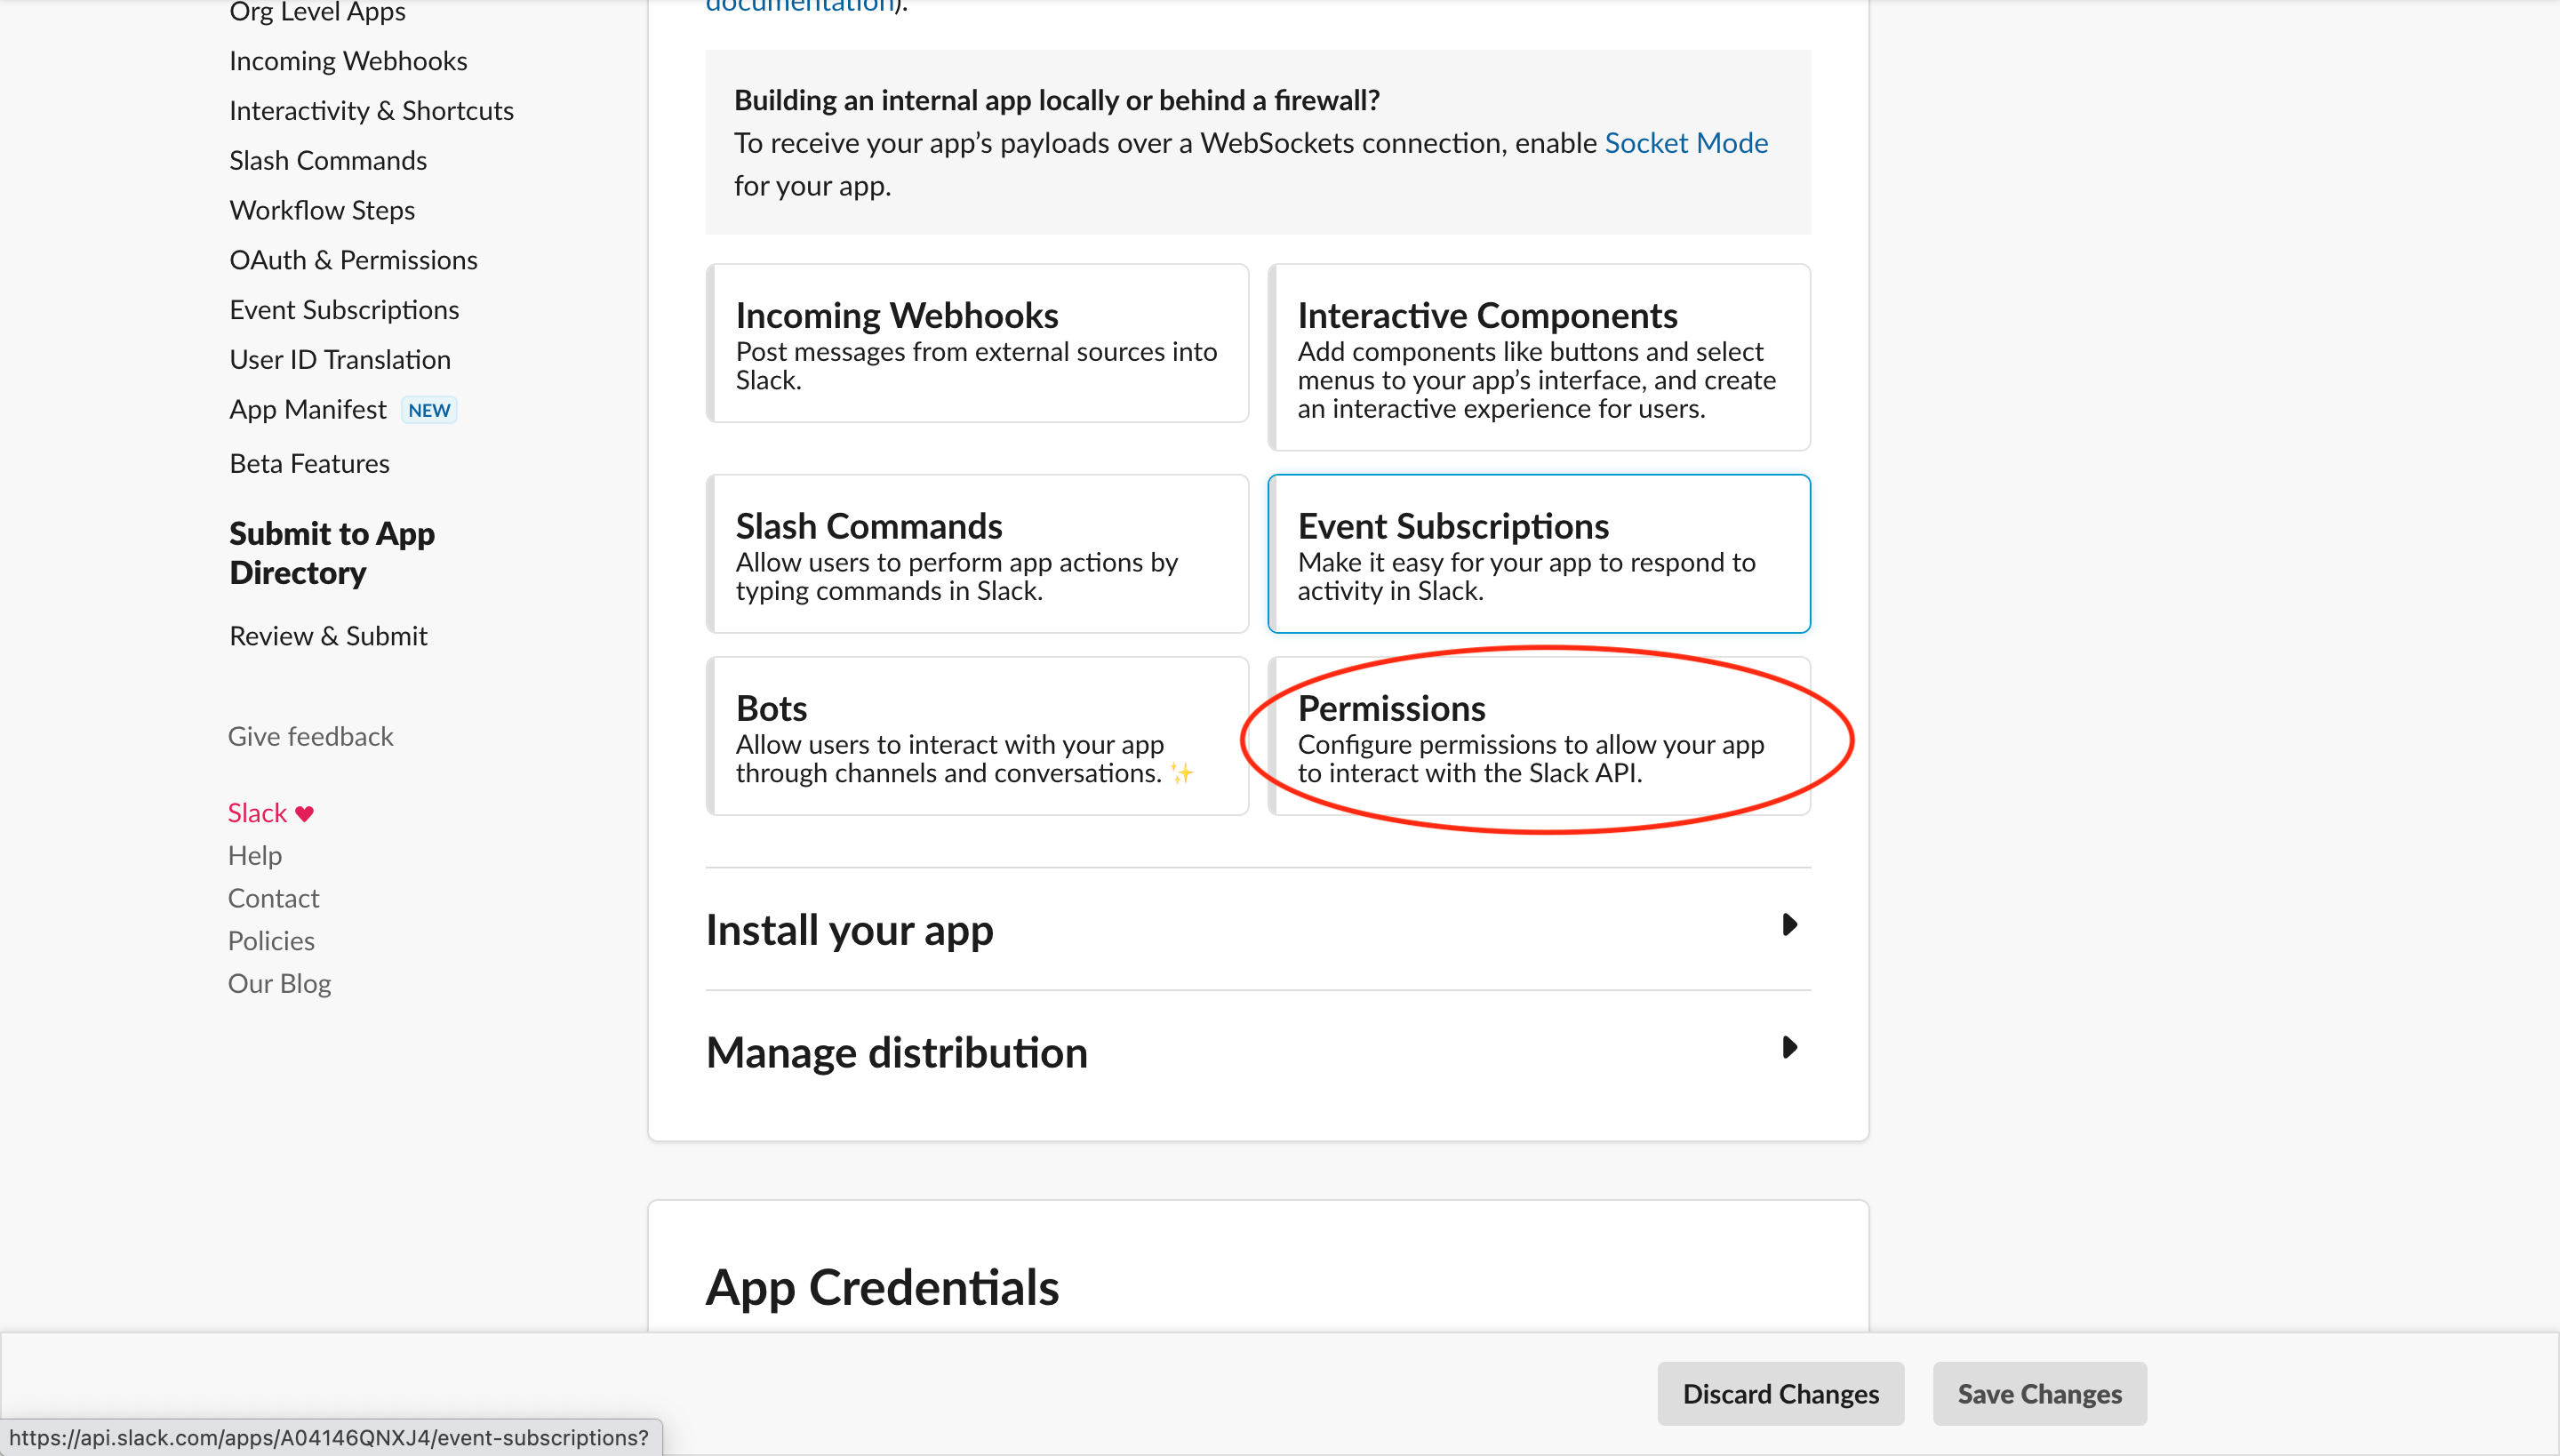 Org Level Apps
Incoming Webhooks
Interactivity & Shortcuts
Slash Commands
Workflow Steps
OAuth & Permissions
Event Subscriptions
User ID Translation
App Manifest NEW
Beta Features
Submit to App
Directory
Review & Submit
Give feedback
Slack ♥
Help
Contact
Policies
Our Blog
documentation).
Building an internal app locally or behind a firewall?
To receive your app’s payloads over a WebSockets connection, enable Socket Mode
for your app.
Incoming Webhooks
Post messages from external sources into
Slack.
Interactive Components
Add components like buttons and select
menus to your app’s interface, and create
an interactive experience for users.
Slash Commands
Allow users to perform app actions by
typing commands in Slack.
Event Subscriptions
Make it easy for your app to respond to
activity in Slack.
Bots
Allow users to interact with your app
through channels and conversations. ✨
Permissions
Configure permissions to allow your app
to interact with the Slack API.
Install your app
Manage distribution
App Credentials
Discard Changes
Save Changes
https://api.slack.com/apps/A04146QNXJ4/event-subscriptions?